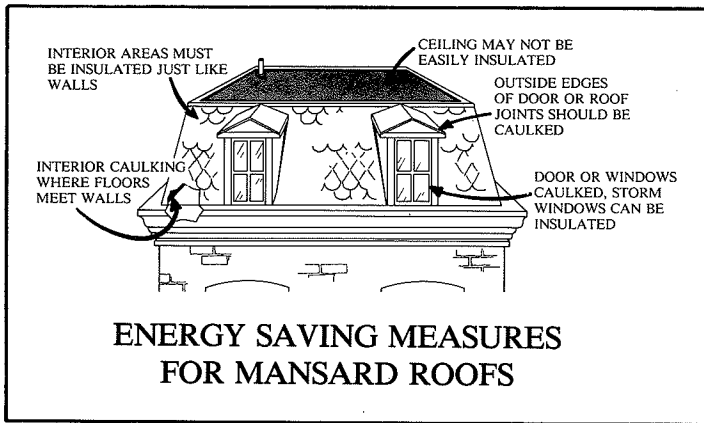 INTERIOR AREAS MUST
BE INSULATED JUST LIKE
WALLS
CEILING MAY NOT BE
EASILY INSULATED
OUTSIDE EDGES
OF DOOR OR ROOF
JOINTS SHOULD BE
CAULKED
INTERIOR CAULKING
WHERE FLOORS
MEET WALLS
DOOR OR WINDOWS
CAULKED, STORM
WINDOWS CAN BE
INSULATED
ENERGY SAVING MEASURES
FOR MANSARD ROOFS